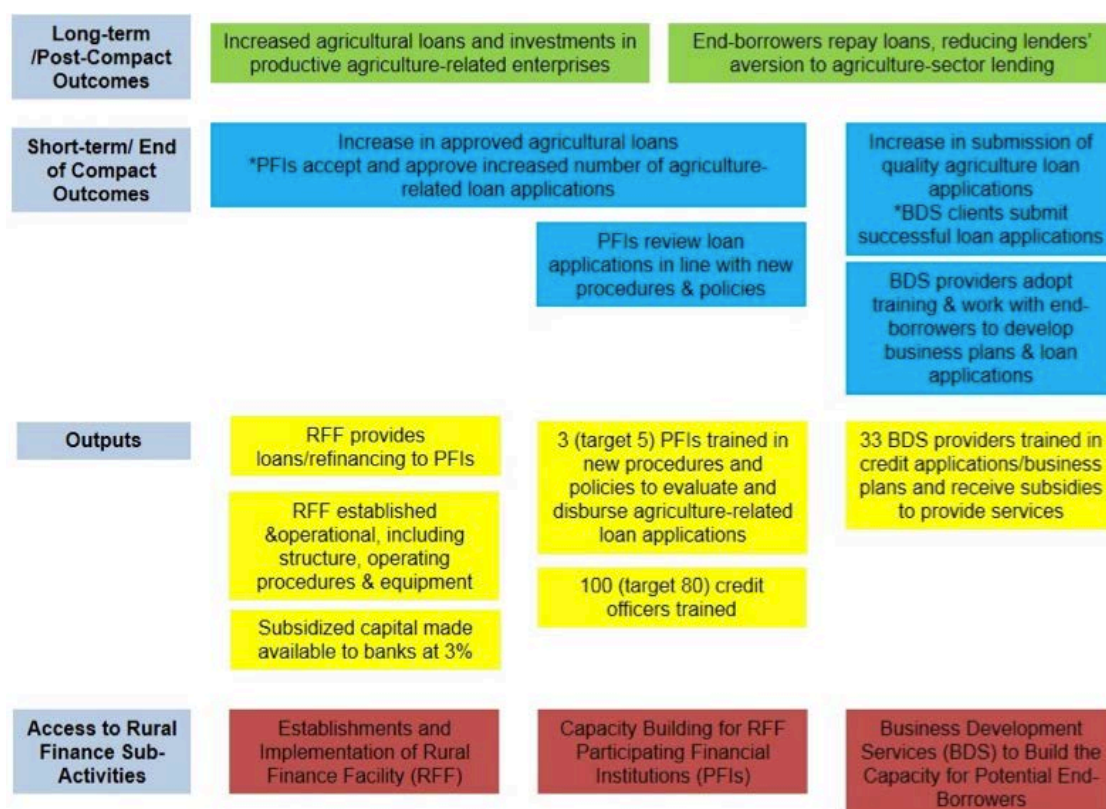 Long-term
/Post-Compact
Outcomes
Increased agricultural loans and investments in
productive agriculture-related enterprises
End-borrowers repay loans, reducing lenders'
aversion to agriculture-sector lending
Short-term/ End
of Compact
Outcomes
Increase in approved agricultural loans
*PFIs accept and approve increased number of agriculture-
related loan applications
Increase in submission of
quality agriculture loan
applications
*BDS clients submit
successful loan applications
PFIs review loan
applications in line with new
procedures & policies
BDS providers adopt
training & work with end-
borrowers to develop
business plans & loan
applications
Outputs
RFF provides
loans/refinancing to PFIs
RFF established
&operational, including
structure, operating
procedures & equipment
Subsidized capital made
available to banks at 3%
3 (target 5) PFIs trained in
new procedures and
policies to evaluate and
disburse agriculture-related
loan applications
100 (target 80) credit
officers trained
33 BDS providers trained in
credit applications/business
plans and receive subsidies
to provide services
Access to Rural
Finance Sub-
Activities
Establishments and
Implementation of Rural
Finance Facility (RFF)
Capacity Building for RFF
Participating Financial
Institutions (PFIs)
Business Development
Services (BDS) to Build the
Capacity for Potential End-
Borrowers